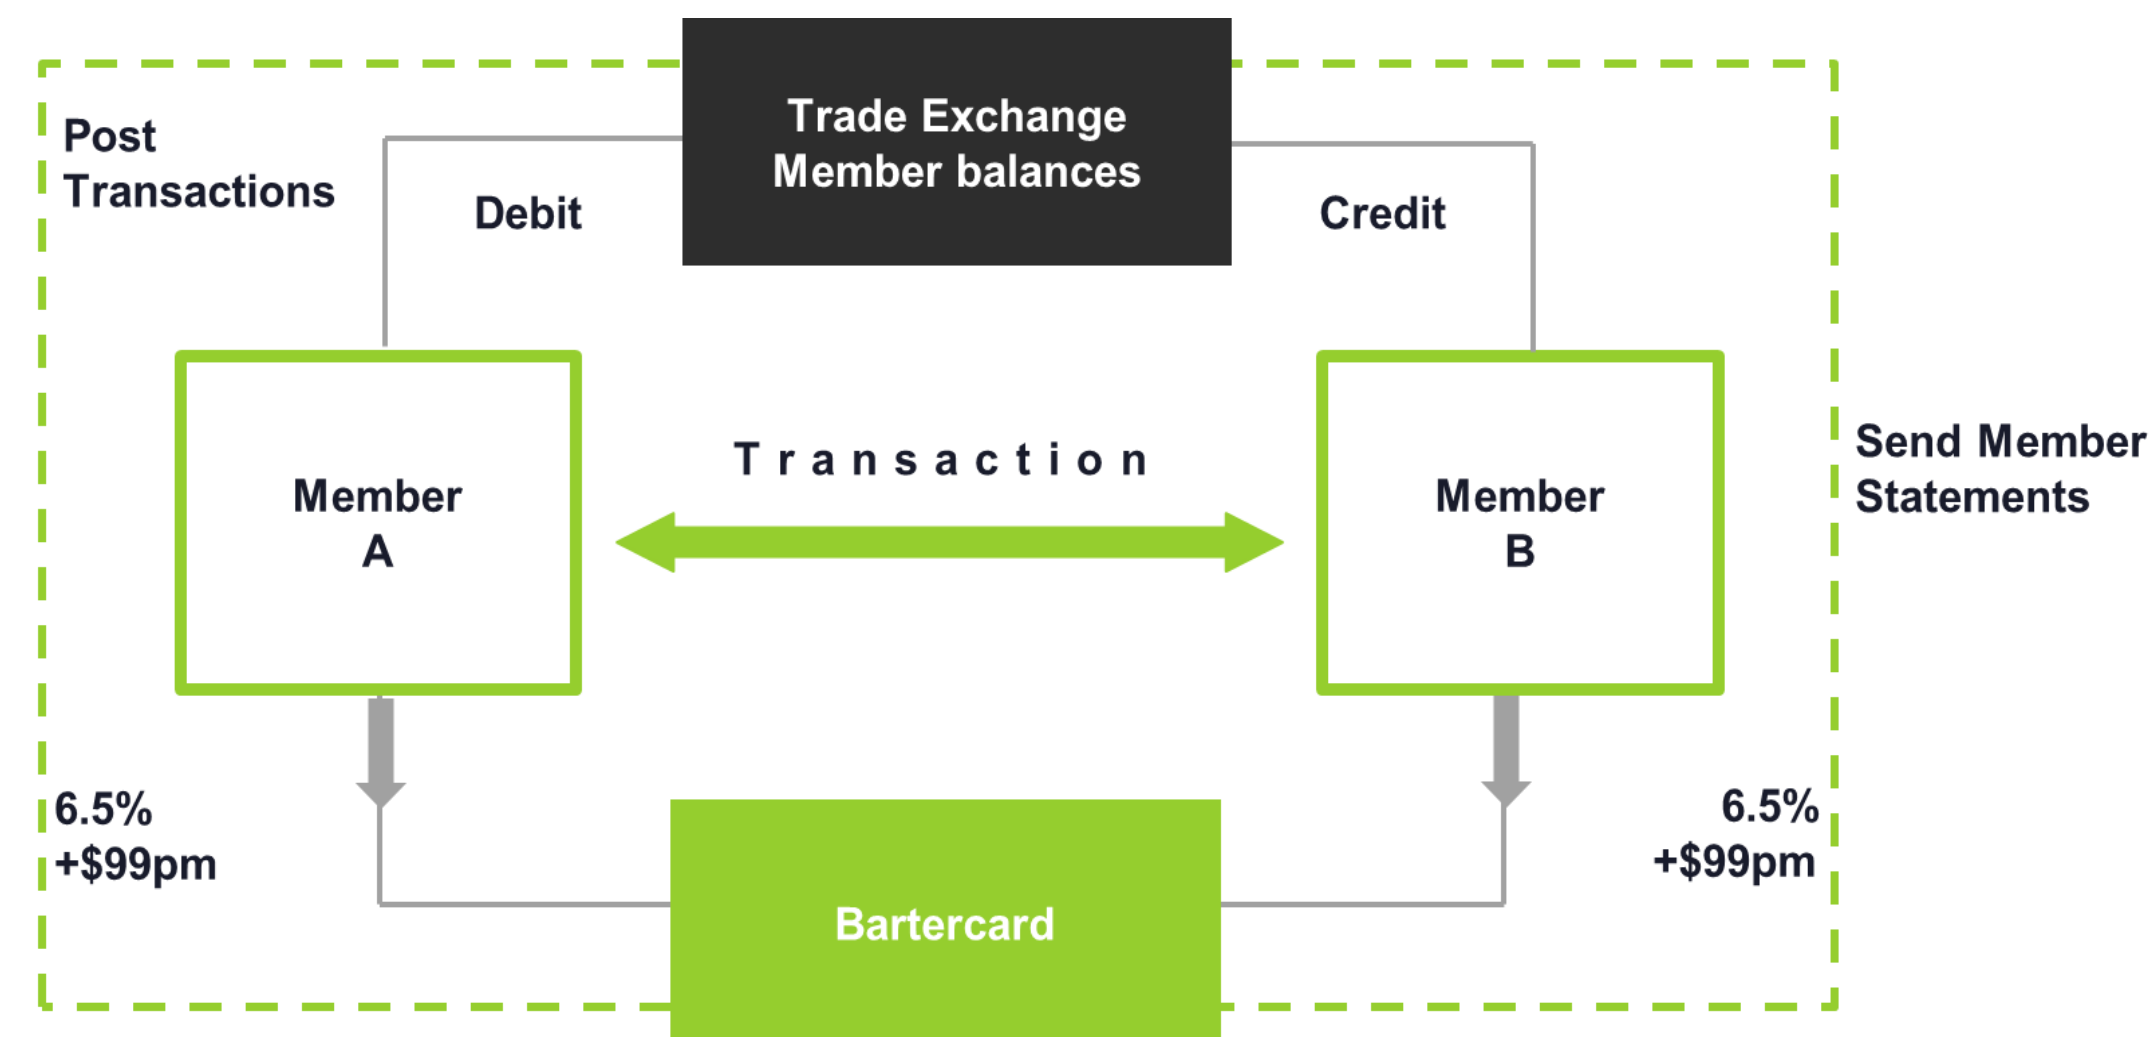 Trade Exchange
Member balances
Post
Transactions
Debit
Credit
Transaction
Member
A
Member
B
Send Member
Statements
6.5%
+$99pm
6.5%
+$99pm
Bartercard